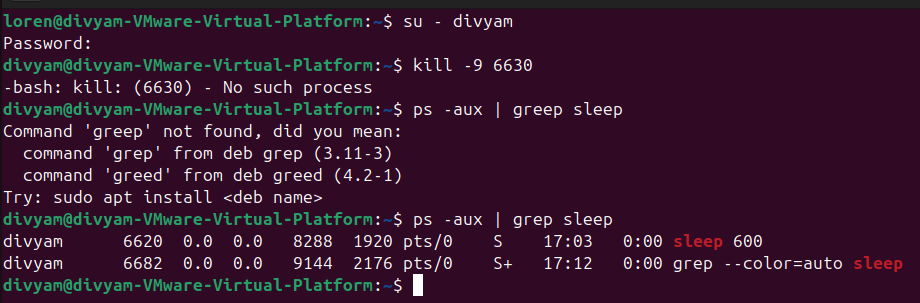 loren@divyam-VMware-Virtual-Platform:~$ su - divyam
Password:
divyam@divyam-VMware-Virtual-Platform:~$ kill -9 6630
-bash: kill: (6630) - No such process
divyam@divyam-VMware-Virtual-Platform:~$ ps -aux | greep sleep
Command 'greep' not found, did you mean:
  command 'grep' from deb grep (3.11-3)
  command 'greed' from deb greed (4.2-1)
Try: sudo apt install <deb name>
divyam@divyam-VMware-Virtual-Platform:~$ ps -aux | grep sleep
divyam      6620  0.0  0.0   8288  1920 pts/0    S    17:03   0:00 sleep 600
divyam      6682  0.0  0.0   9144  2176 pts/0    S+   17:12   0:00 grep --color=auto sleep
divyam@divyam-VMware-Virtual-Platform:~$